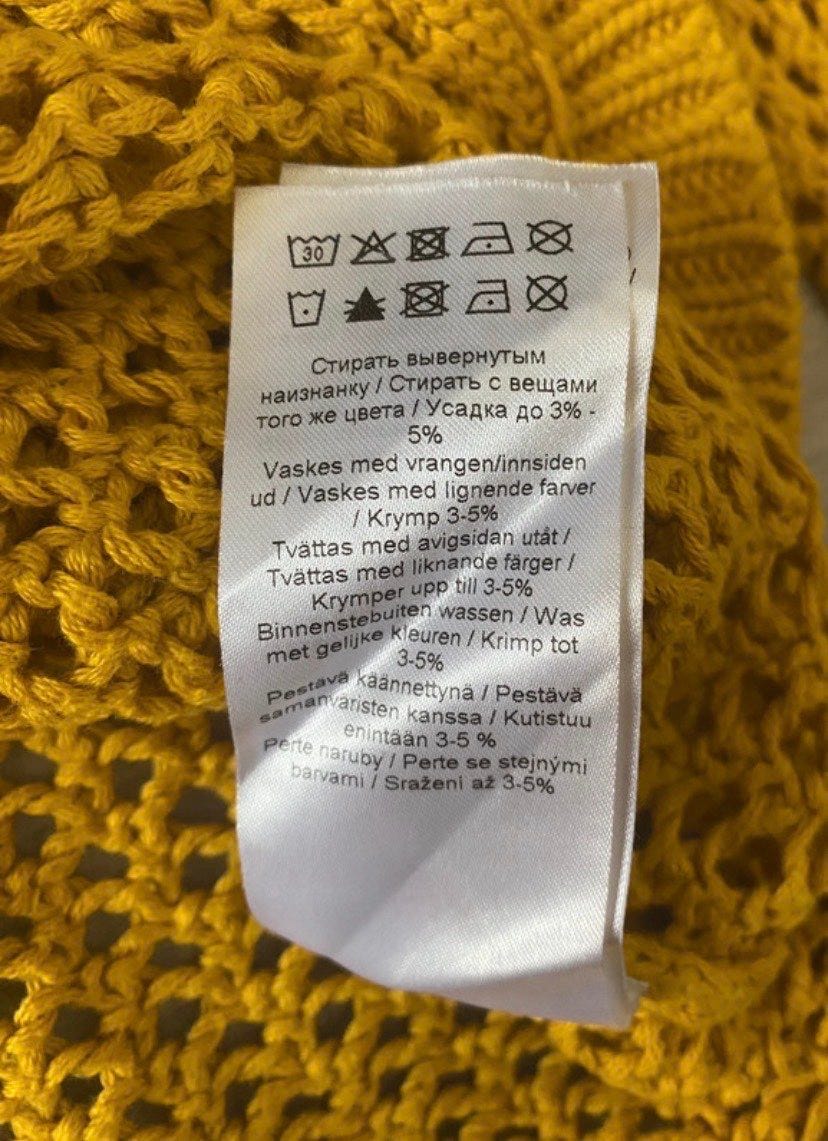 30
Стирать вывернутым
наизнанку / Стирать с вещами
того же цвета / Усадка до 3% -
5%
Vaskes med vrangen/innsiden
ud / Vaskes med lignende farver
/ Krymp 3-5%
Tvättas med avigsidan utåt /
Tvättas med liknande färger /
Krymper upp till 3-5%
Binnenstebuiten wassen / Was
met gelijke kleuren / Krimp tot
3-5%
Pestävä käännettynä / Pestävä
samanväristen kanssa / Kutistuu
enintään 3-5 %
Perte naruby / Perte se stejnými
barvami / Sražení až 3-5%